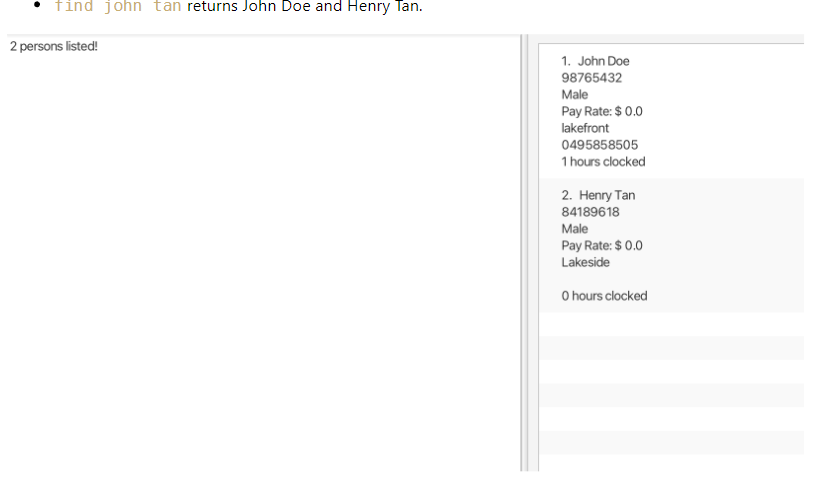 • find john tan returns John Doe and Henry Tan.
2 persons listed!
1. John Doe
98765432
Male
Pay Rate: $ 0.0
lakefront
0495858505
1 hours clocked
2. Henry Tan
84189618
Male
Pay Rate: $ 0.0
Lakeside
0 hours clocked